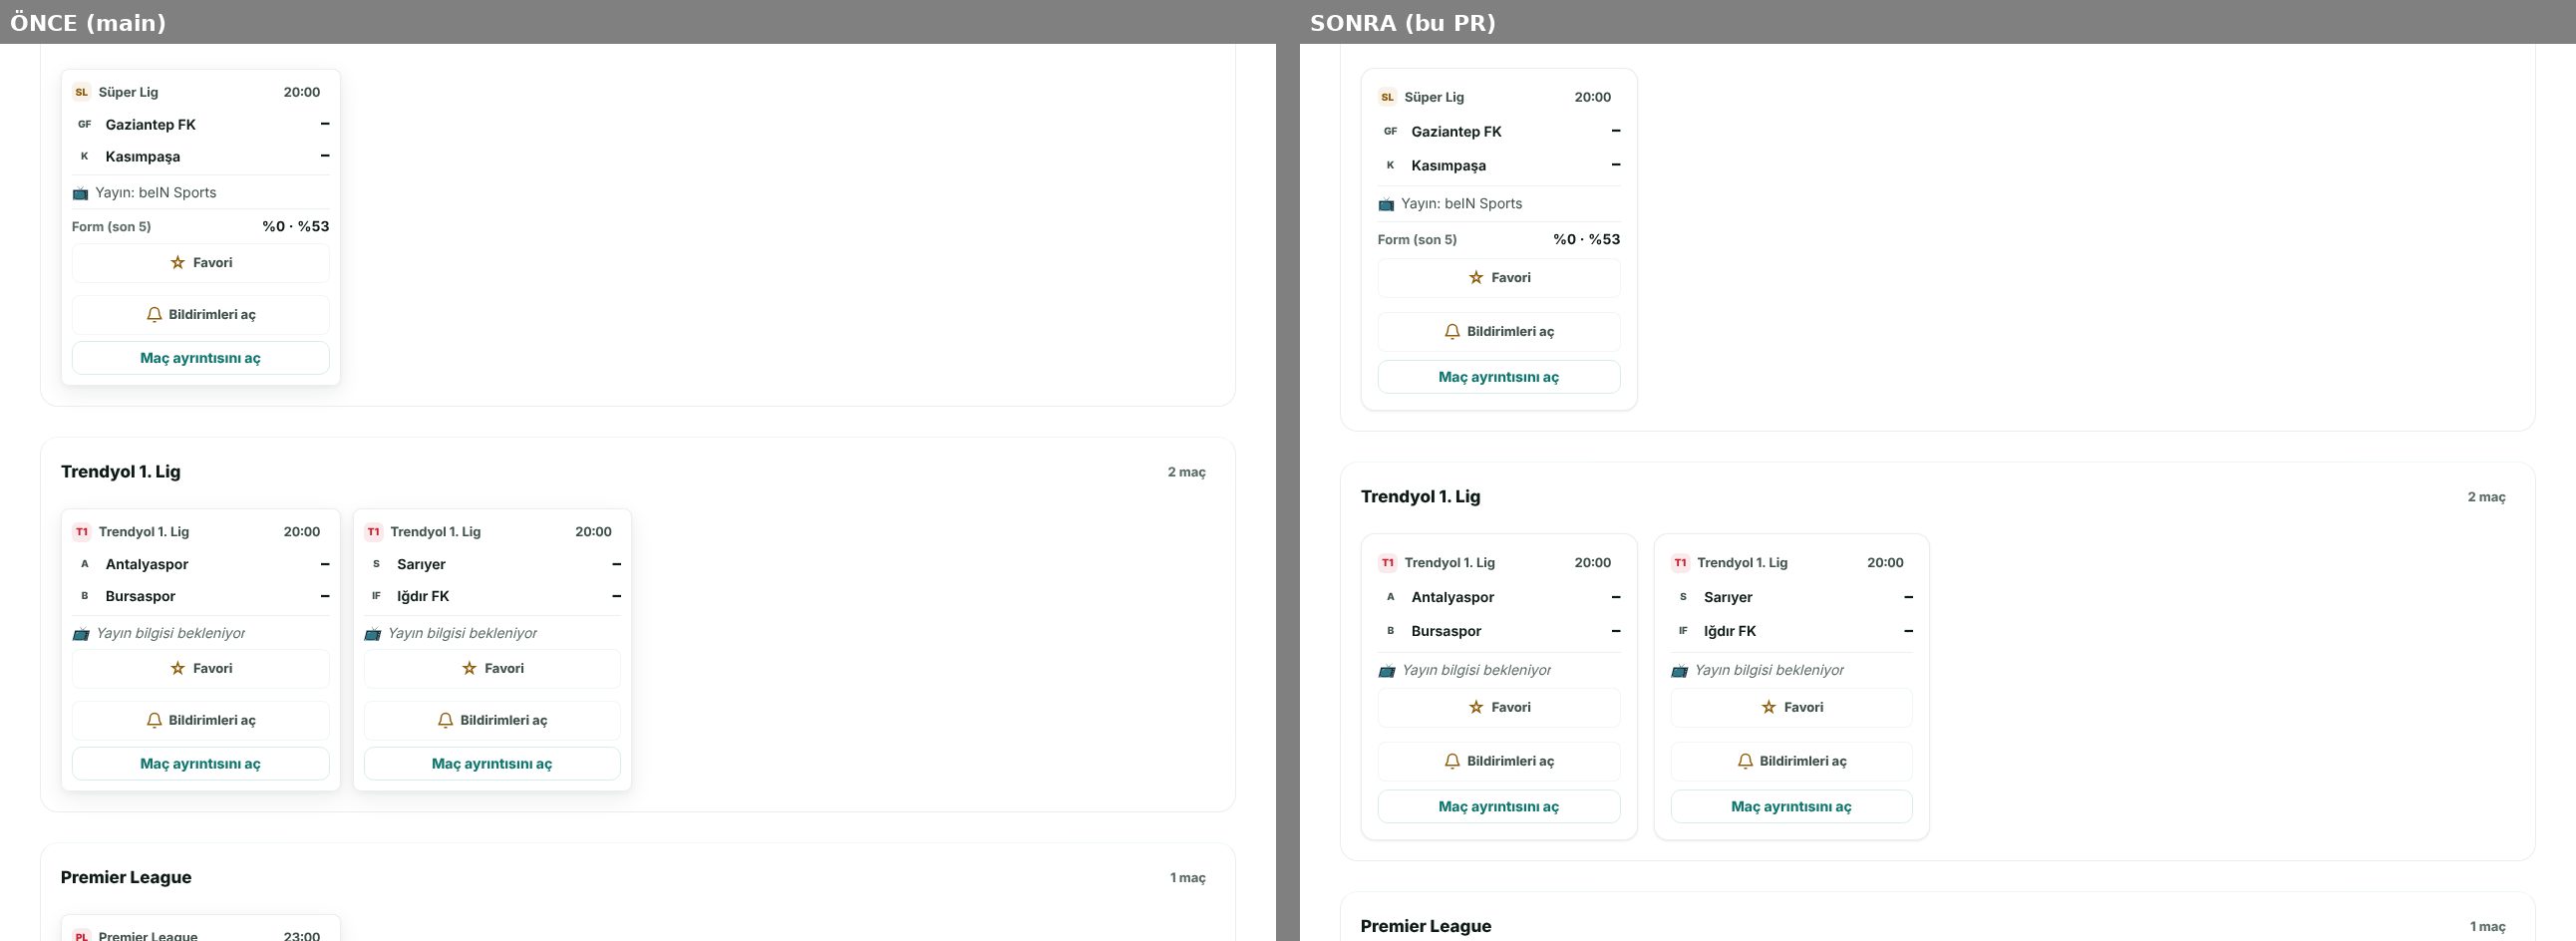 ÖNCE (main)
SL Süper Lig 20:00
GF Gaziantep FK –
K Kasımpaşa –
Yayın: beIN Sports
Form (son 5) %0 · %53
Favori
Bildirimleri aç
Maç ayrıntısını aç
Trendyol 1. Lig 2 maç
T1 Trendyol 1. Lig 20:00
A Antalyaspor –
B Bursaspor –
Yayın bilgisi bekleniyor
Favori
Bildirimleri aç
Maç ayrıntısını aç
T1 Trendyol 1. Lig 20:00
S Sarıyer –
IF Iğdır FK –
Yayın bilgisi bekleniyor
Favori
Bildirimleri aç
Maç ayrıntısını aç
Premier League 1 maç
PL Premier League 23:00
SONRA (bu PR)
SL Süper Lig 20:00
GF Gaziantep FK –
K Kasımpaşa –
Yayın: beIN Sports
Form (son 5) %0 · %53
Favori
Bildirimleri aç
Maç ayrıntısını aç
Trendyol 1. Lig 2 maç
T1 Trendyol 1. Lig 20:00
A Antalyaspor –
B Bursaspor –
Yayın bilgisi bekleniyor
Favori
Bildirimleri aç
Maç ayrıntısını aç
T1 Trendyol 1. Lig 20:00
S Sarıyer –
IF Iğdır FK –
Yayın bilgisi bekleniyor
Favori
Bildirimleri aç
Maç ayrıntısını aç
Premier League 1 maç